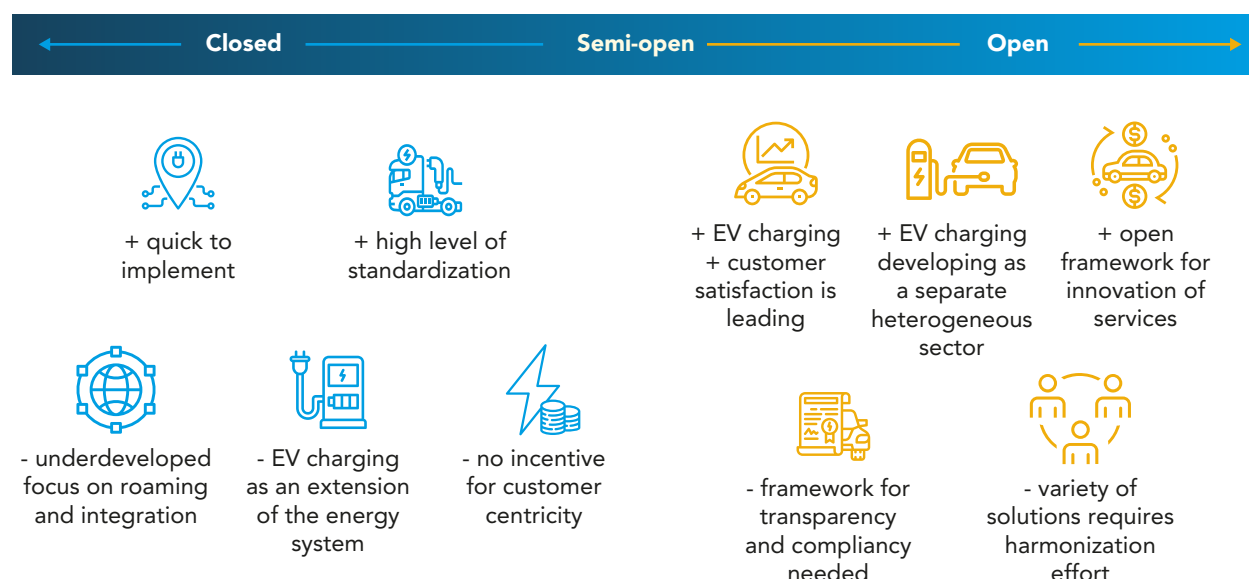 Closed
Semi-open
Open
+ quick to
implement
+ high level of
standardization
+ EV charging
+ customer
satisfaction is
leading
+ EV charging
developing as
a separate
heterogeneous
sector
+ open
framework for
innovation of
services
- underdeveloped
focus on roaming
and integration
- EV charging
as an extension
of the energy
system
- no incentive
for customer
centricity
- framework for
transparency
and compliancy
needed
- variety of
solutions requires
harmonization
effort